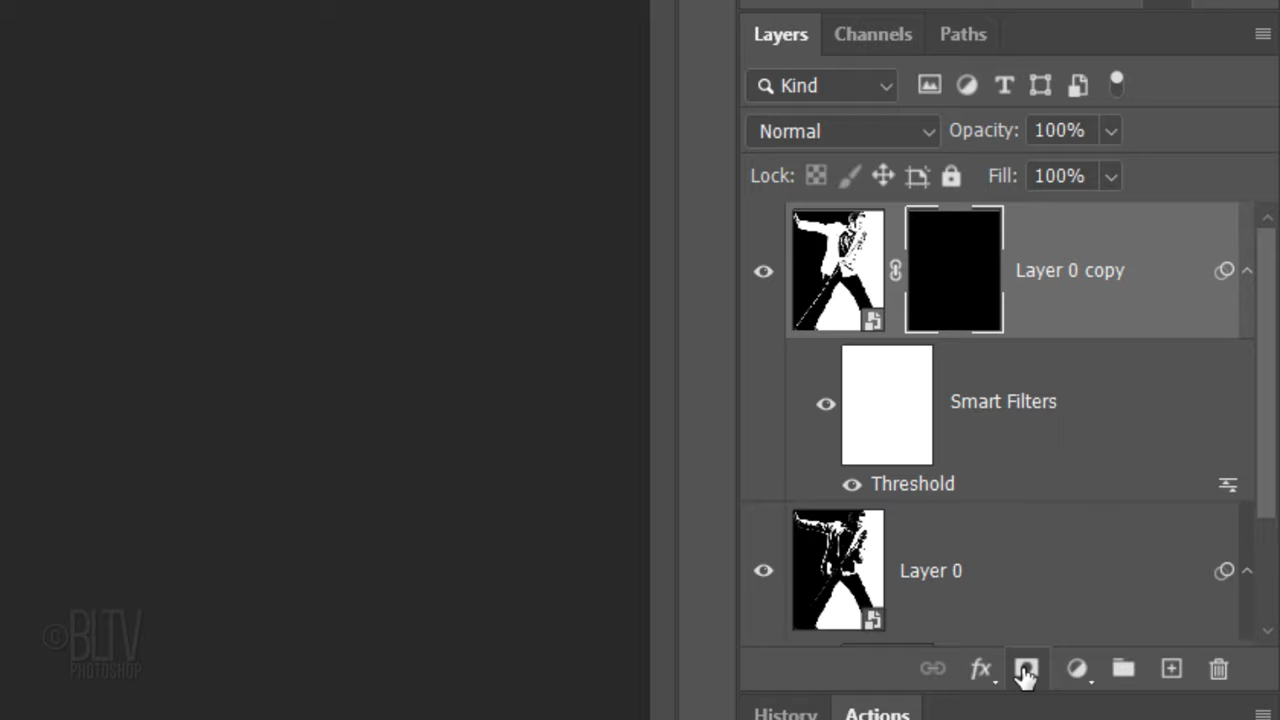 Layers Channels Paths
Kind
Normal Opacity: 100%
Lock: Fill: 100%
Layer 0 copy
Smart Filters
Threshold
Layer 0
fx
©BLTV
PHOTOSHOP
History Actions